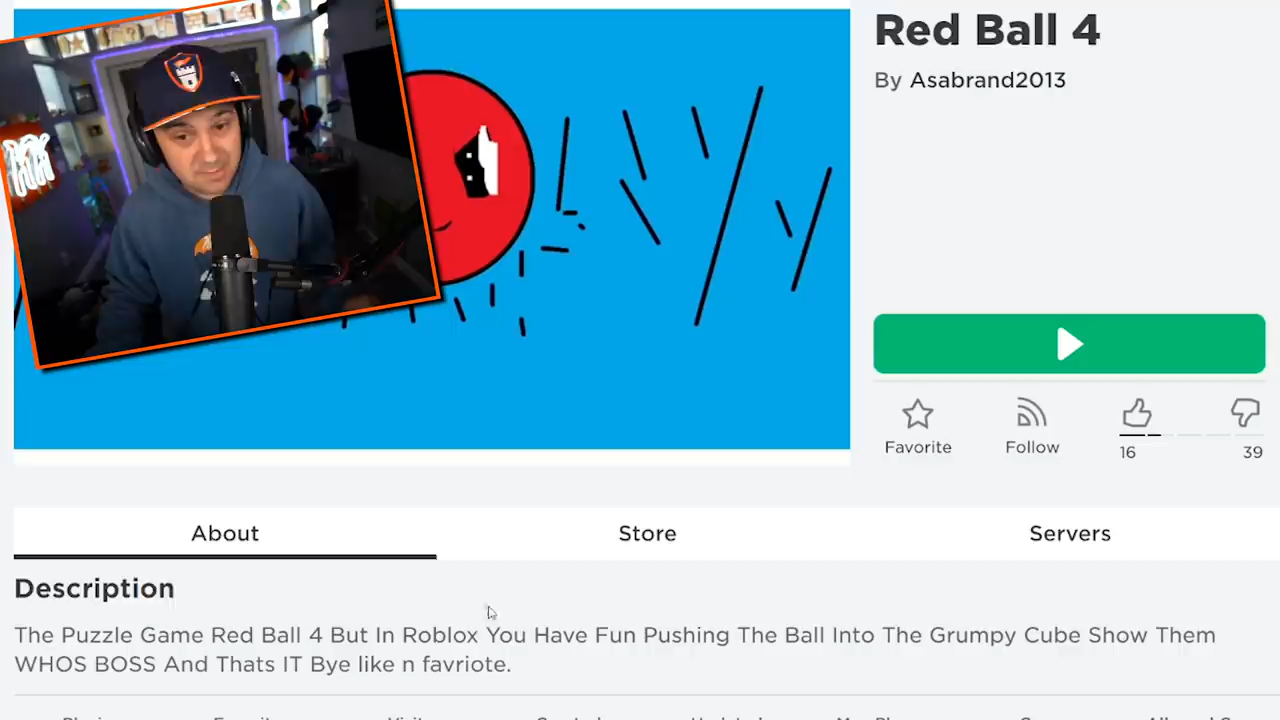 Red Ball 4
By Asabrand2013
Favorite
Follow
16
39
About
Store
Servers
Description
The Puzzle Game Red Ball 4 But In Roblox You Have Fun Pushing The Ball Into The Grumpy Cube Show Them
WHOS BOSS And Thats IT Bye like n favriote.